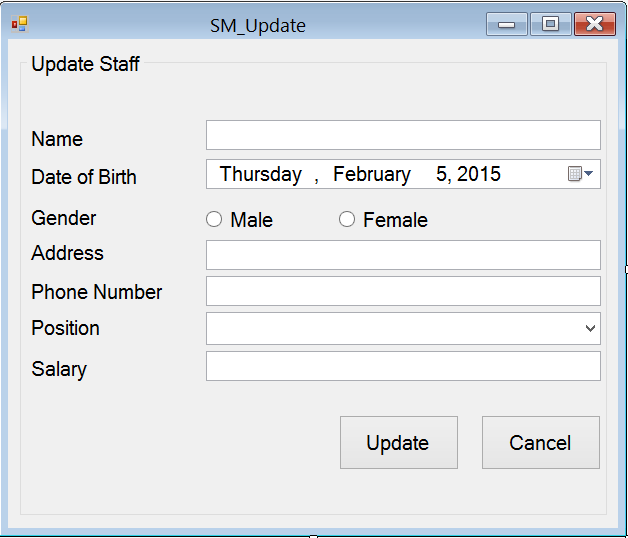 SM_Update
Update Staff
Name
Date of Birth Thursday , February 5, 2015
Gender Male Female
Address
Phone Number
Position
Salary
Update Cancel